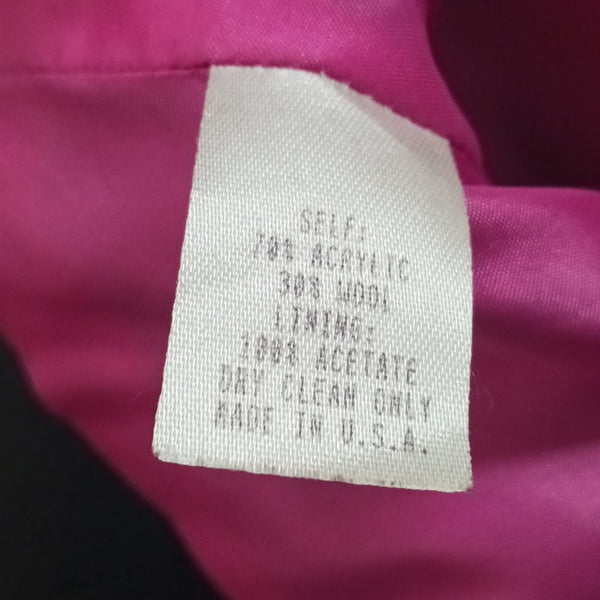 SELF:
70% ACRYLIC
30% WOOL
LINING:
100% ACETATE
DRY CLEAN ONLY
MADE IN U.S.A.